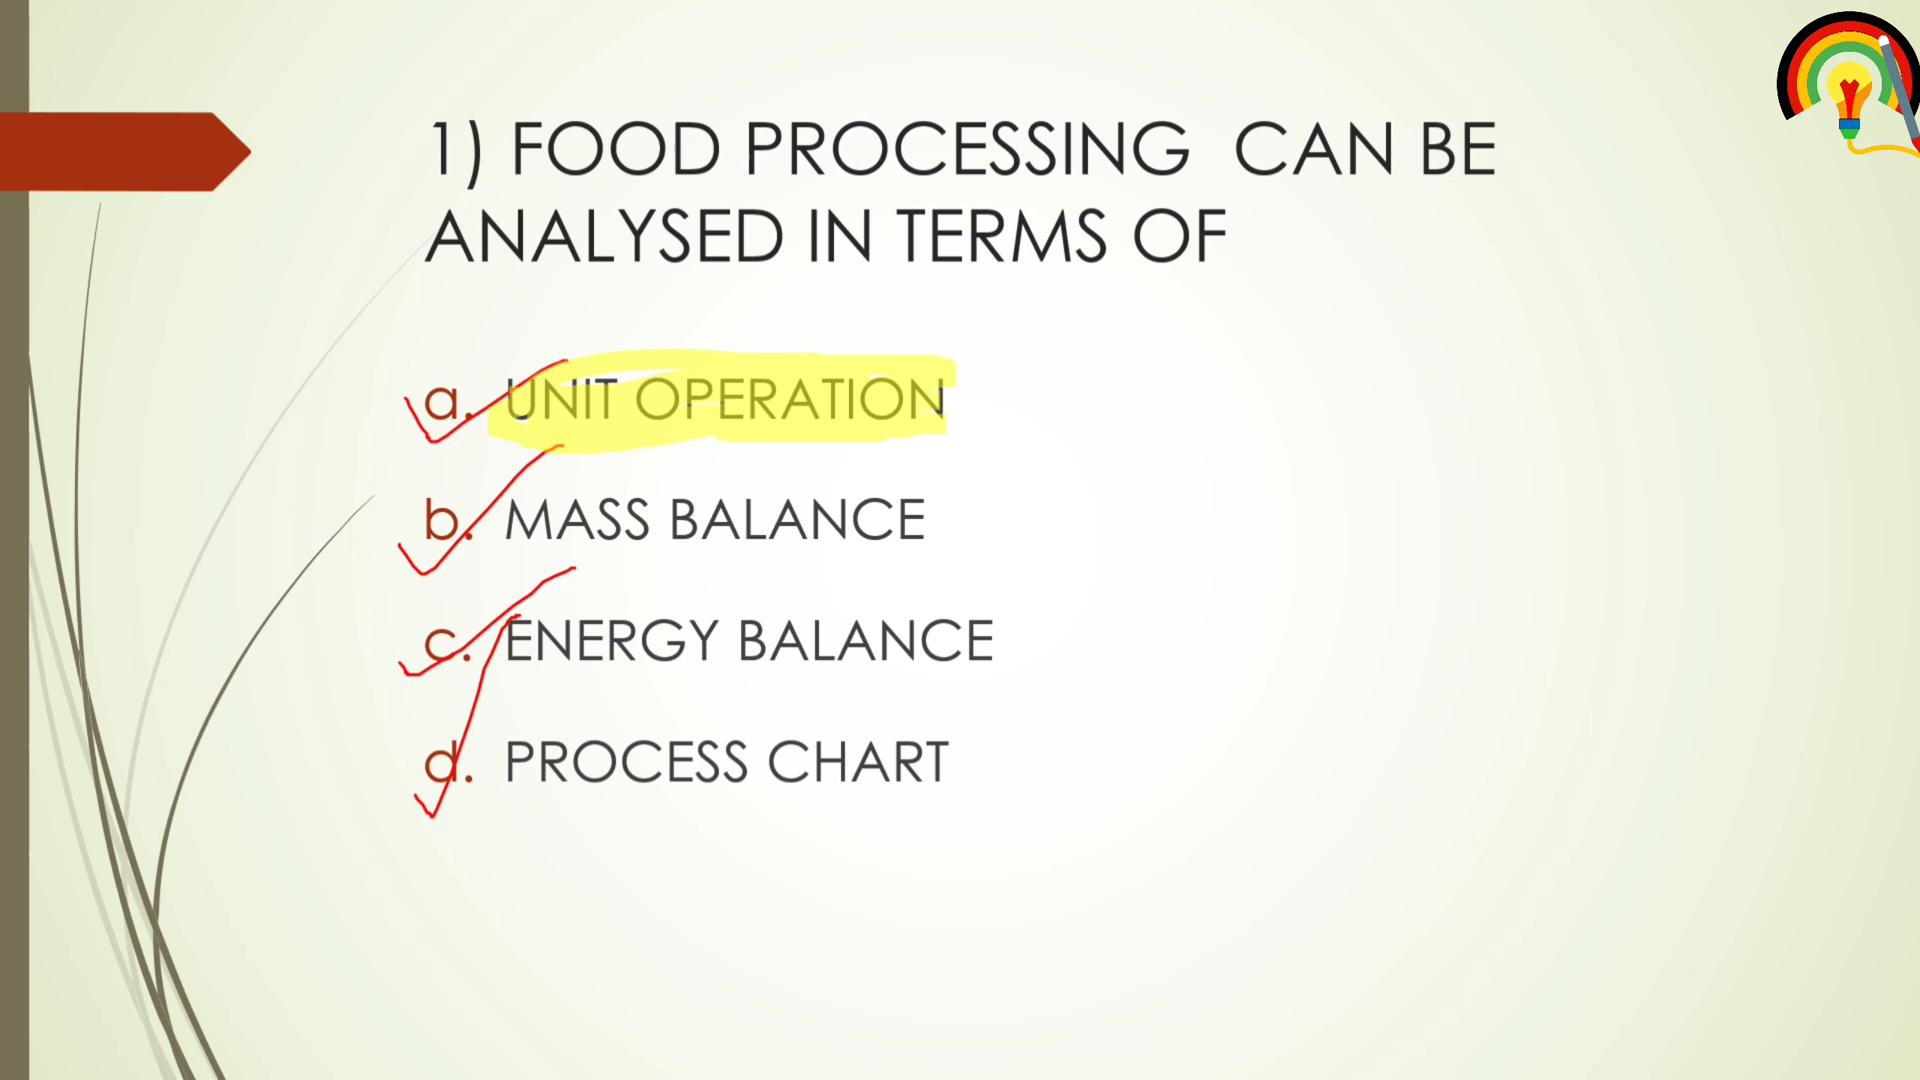 1) FOOD PROCESSING CAN BE
ANALYSED IN TERMS OF
a. UNIT OPERATION
b. MASS BALANCE
c. ENERGY BALANCE
d. PROCESS CHART